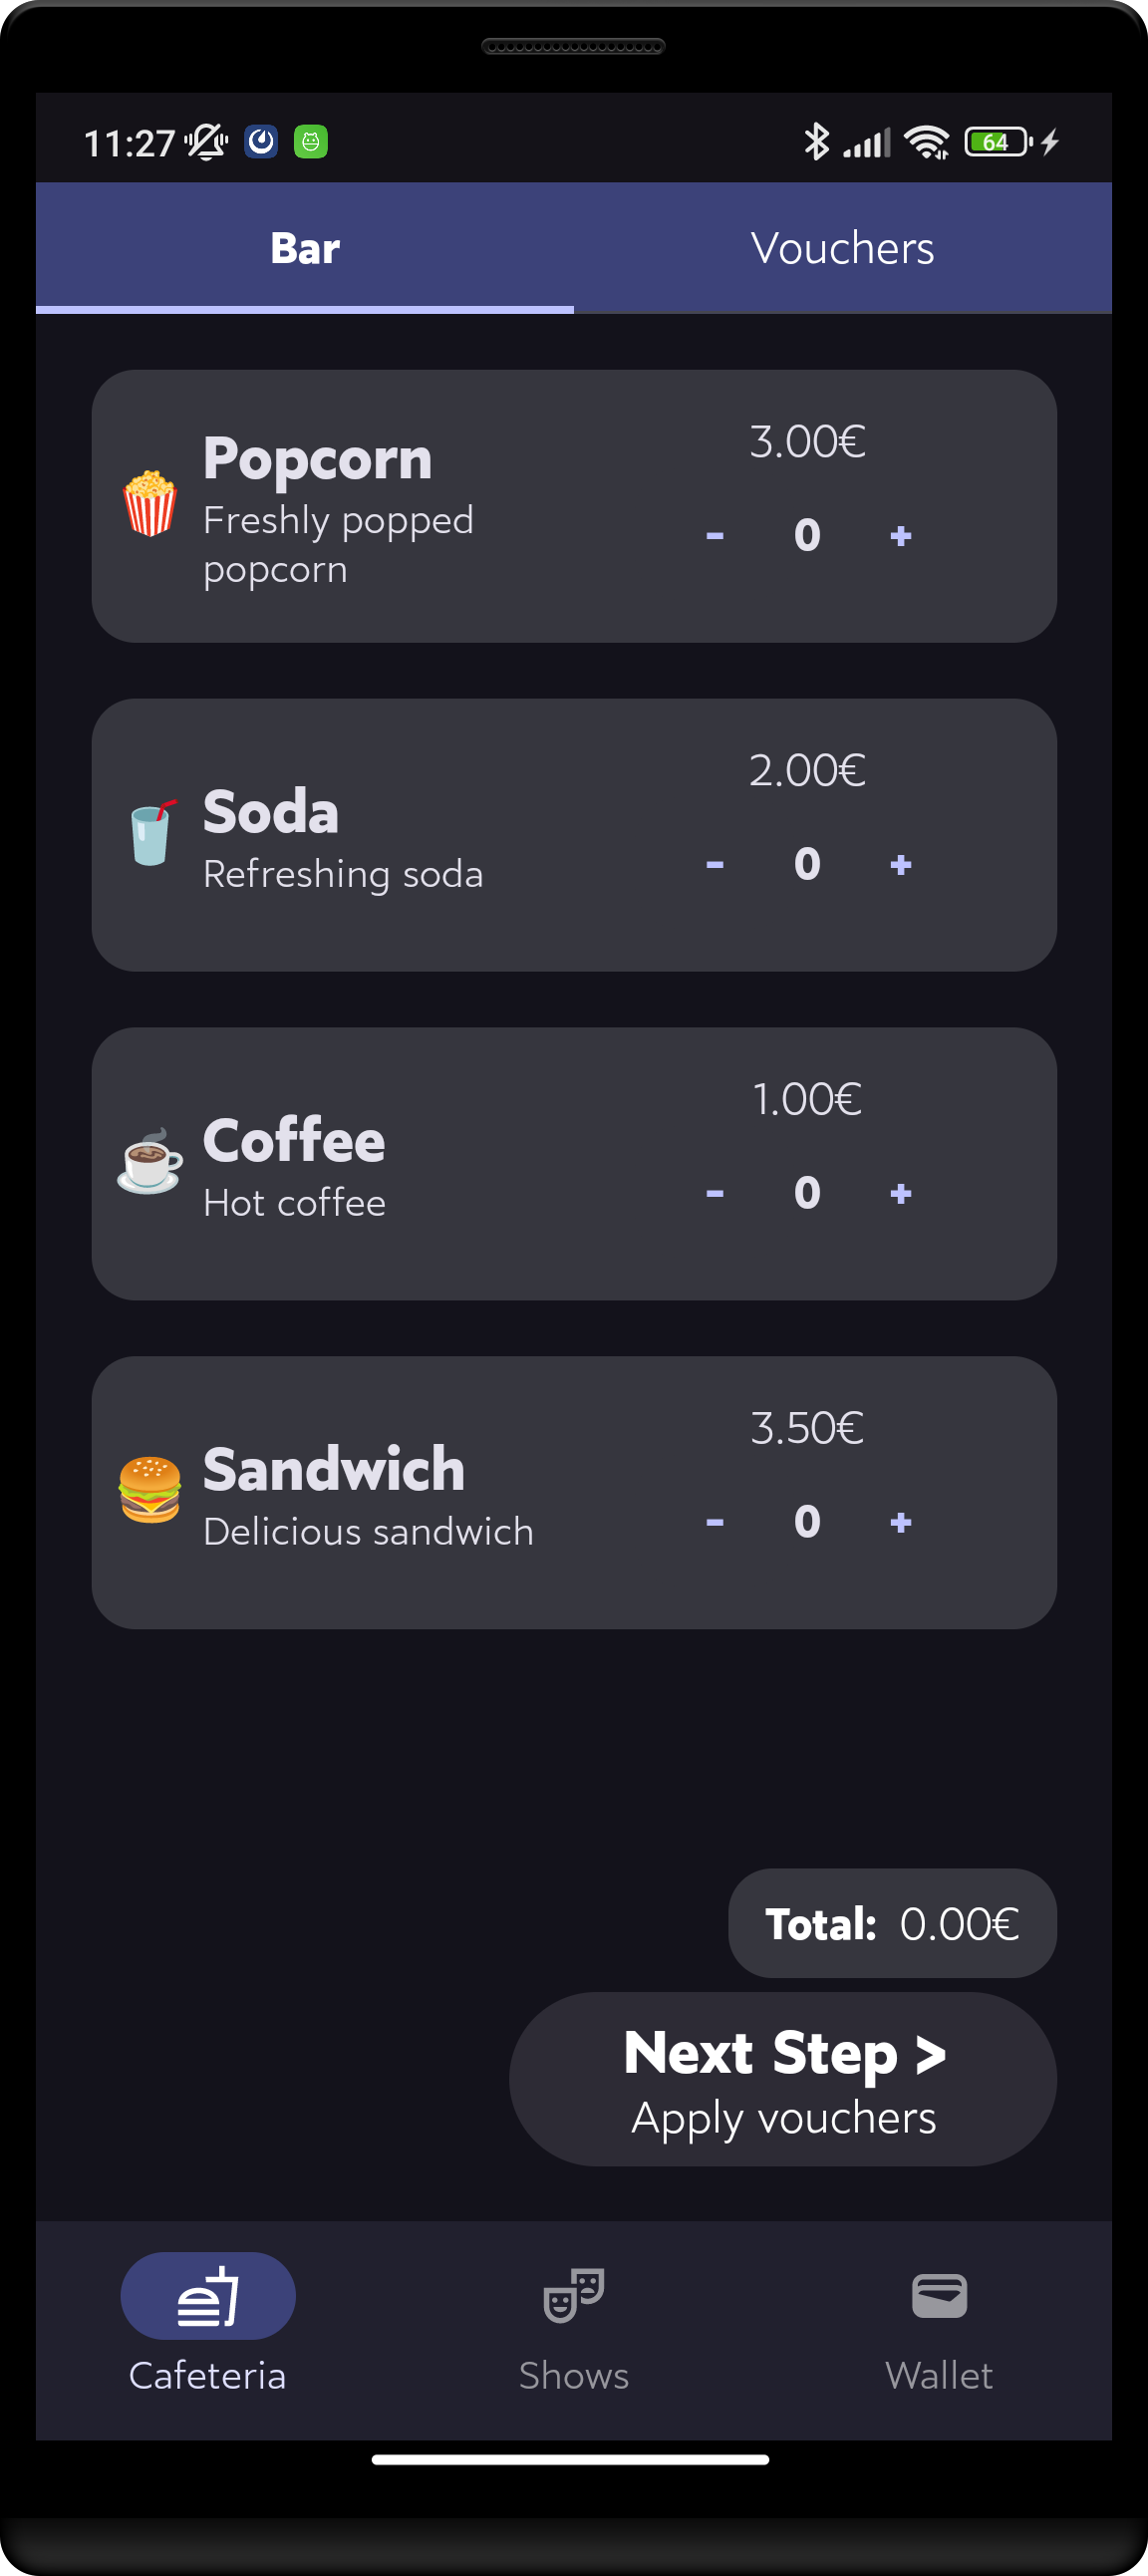 11:27
64
Bar
Vouchers
Popcorn
Freshly popped
popcorn
3.00€
- 0 +
Soda
Refreshing soda
2.00€
- 0 +
Coffee
Hot coffee
1.00€
- 0 +
Sandwich
Delicious sandwich
3.50€
- 0 +
Total: 0.00€
Next Step >
Apply vouchers
Cafeteria
Shows
Wallet